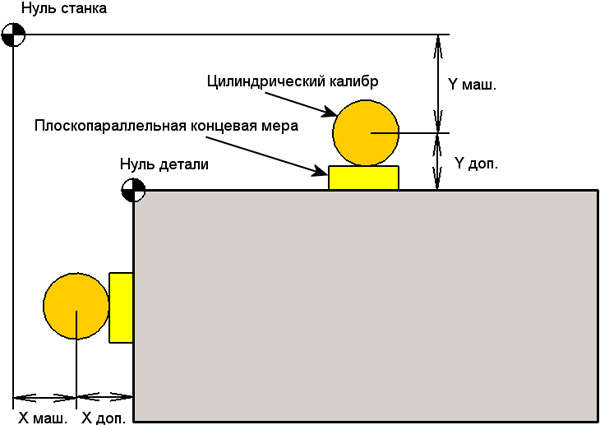 Нуль станка
Цилиндрический калибр
Y маш.
Плоскопараллельная концевая мера
Нуль детали
Y доп.
X маш.
X доп.